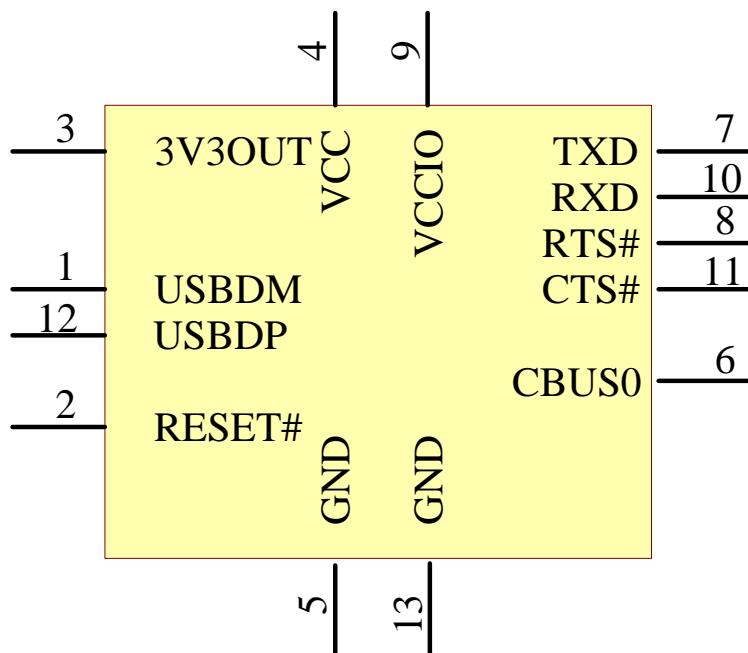 4 9
3 3V3OUT VCC VCCIO TXD 7
RXD 10
RTS# 8
1 USBDM CTS# 11
12 USBDP
CBUS0 6
2 RESET#
GND GND
5 13